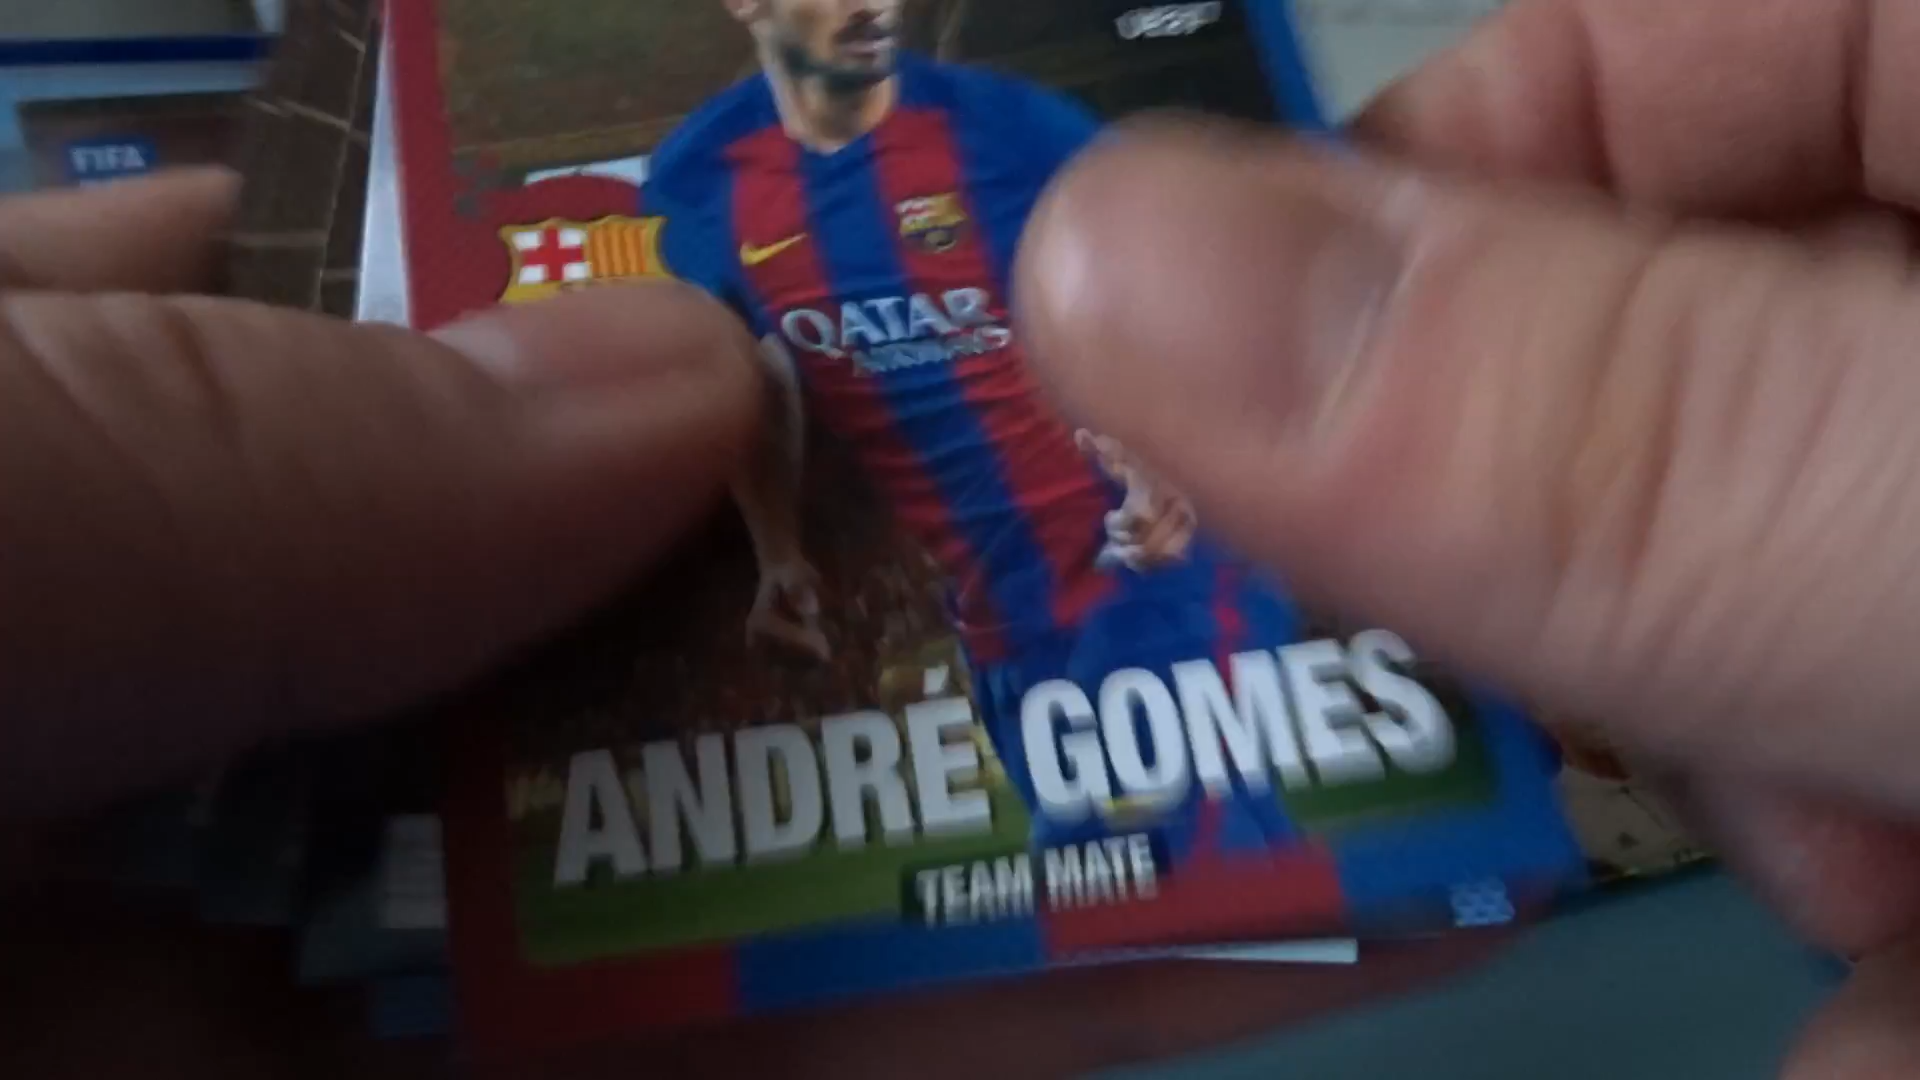 FIFA
QATAR
AIRWAYS
ANDRÉ GOMES
TEAM MATE